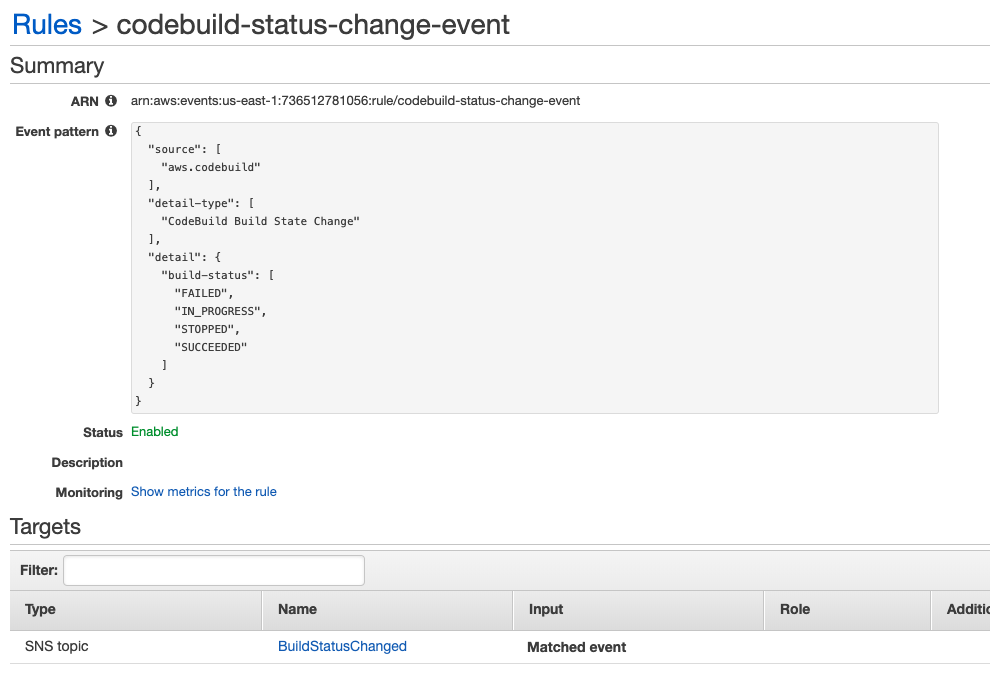 Rules > codebuild-status-change-event
Summary
ARN arn:aws:events:us-east-1:736512781056:rule/codebuild-status-change-event
Event pattern {
"source": [
"aws.codebuild"
],
"detail-type": [
"CodeBuild Build State Change"
],
"detail": {
"build-status": [
"FAILED",
"IN_PROGRESS",
"STOPPED",
"SUCCEEDED"
]
}
}
Status Enabled
Description
Monitoring Show metrics for the rule
Targets
Filter:
Type Name Input Role Additio
SNS topic BuildStatusChanged Matched event